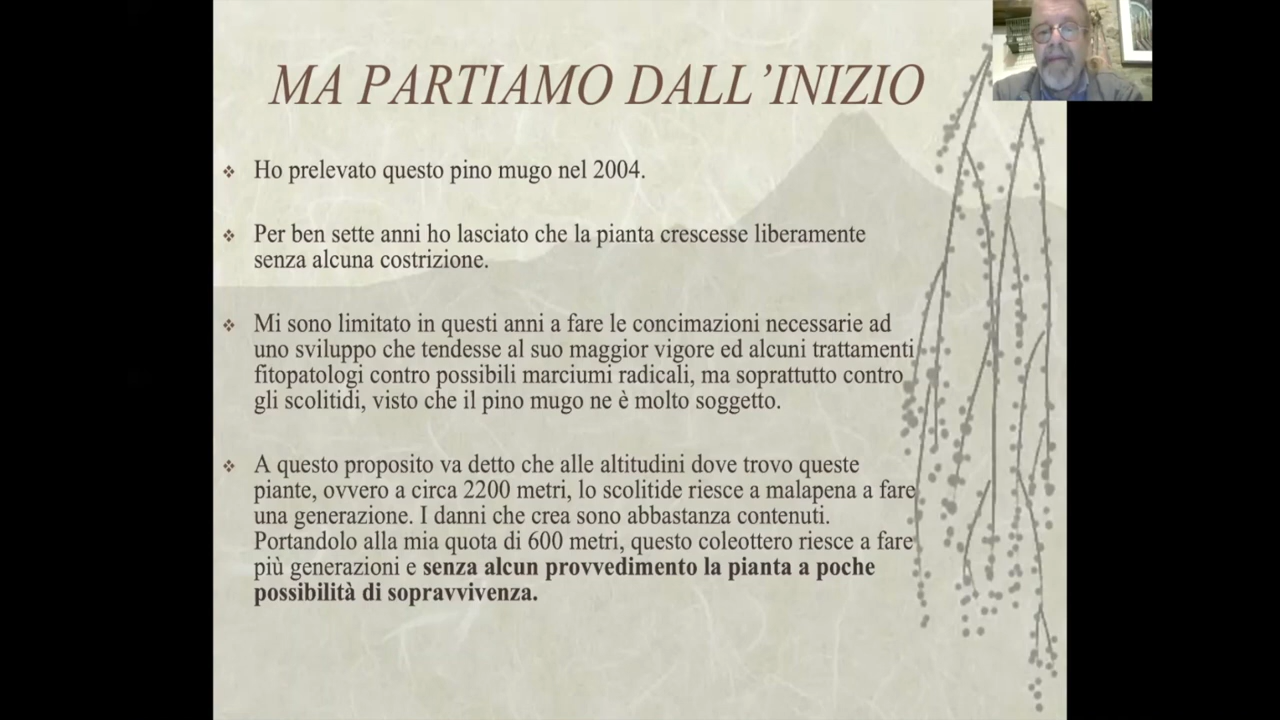 MA PARTIAMO DALL’INIZIO
Ho prelevato questo pino mugo nel 2004.
Per ben sette anni ho lasciato che la pianta crescesse liberamente
senza alcuna costrizione.
Mi sono limitato in questi anni a fare le concimazioni necessarie ad
uno sviluppo che tendesse al suo maggior vigore ed alcuni trattamenti
fitopatologi contro possibili marciumi radicali, ma soprattutto contro
gli scolitidi, visto che il pino mugo ne è molto soggetto.
A questo proposito va detto che alle altitudini dove trovo queste
piante, ovvero a circa 2200 metri, lo scolitide riesce a malapena a fare
una generazione. I danni che crea sono abbastanza contenuti.
Portandolo alla mia quota di 600 metri, questo coleottero riesce a fare
più generazioni e senza alcun provvedimento la pianta a poche
possibilità di sopravvivenza.